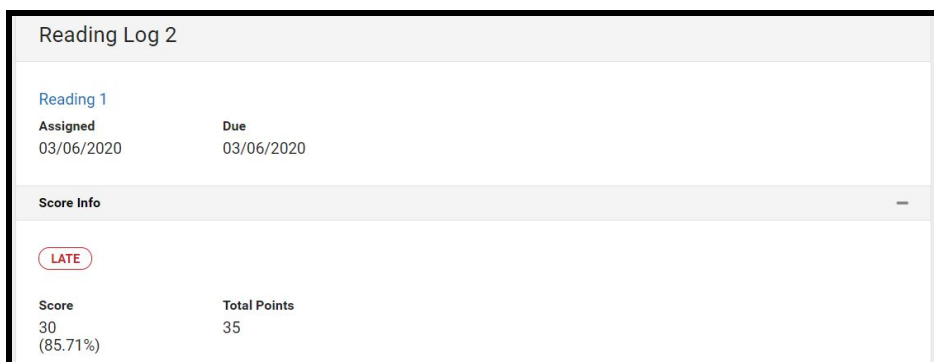 Reading Log 2
Reading 1
Assigned Due
03/06/2020 03/06/2020
Score Info
LATE
Score Total Points
30 35
(85.71%)